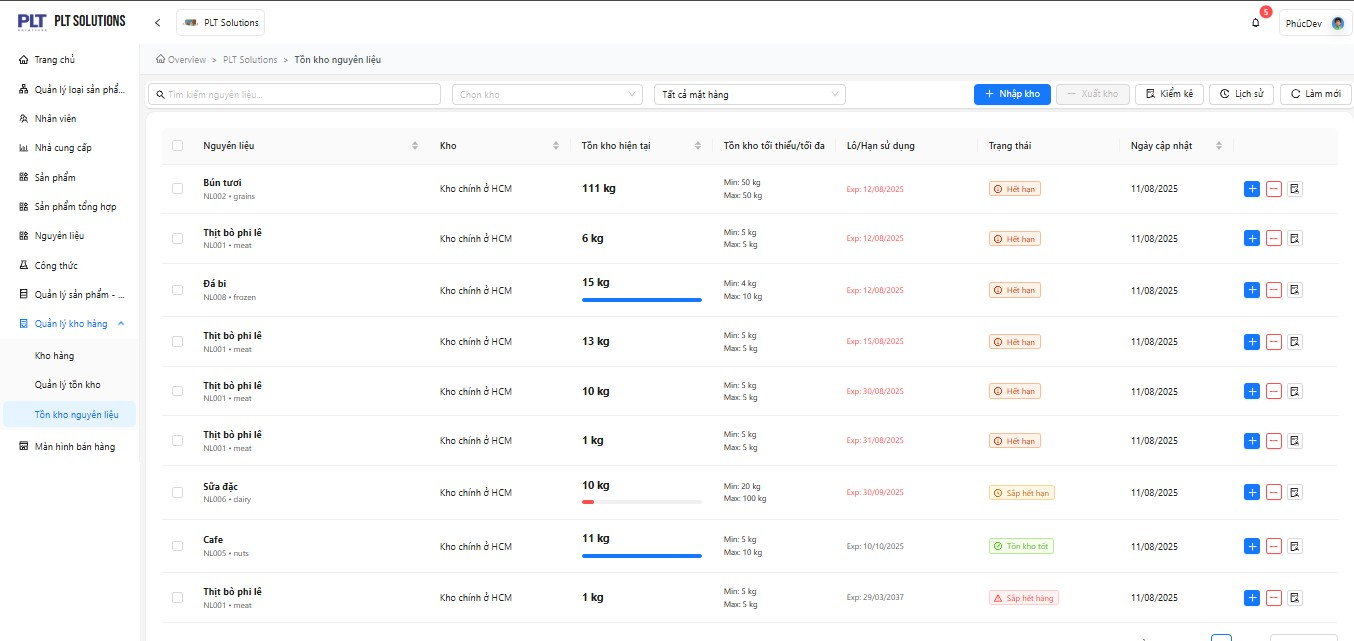 PLT SOLUTIONS
PLT Solutions
5
PhúcDev
Trang chủ
Quản lý loại sản phẩ...
Nhân viên
Nhà cung cấp
Sản phẩm
Sản phẩm tổng hợp
Nguyên liệu
Công thức
Quản lý sản phẩm - ...
Quản lý kho hàng
Kho hàng
Quản lý tồn kho
Tồn kho nguyên liệu
Màn hình bán hàng
Overview > PLT Solutions > Tồn kho nguyên liệu
Tìm kiếm nguyên liệu... Chọn kho Tất cả mặt hàng + Nhập kho — Xuất kho Kiểm kê Lịch sử Làm mới
Nguyên liệu Kho Tồn kho hiện tại Tồn kho tối thiểu/tối đa Lô/Hạn sử dụng Trạng thái Ngày cập nhật
Bún tươi
NL002 • grains
Kho chính ở HCM
111 kg
Min: 50 kg
Max: 50 kg
Exp: 12/08/2025
Hết hạn
11/08/2025
Thịt bò phi lê
NL001 • meat
Kho chính ở HCM
6 kg
Min: 5 kg
Max: 5 kg
Exp: 12/08/2025
Hết hạn
11/08/2025
Đá bi
NL008 • frozen
Kho chính ở HCM
15 kg
Min: 4 kg
Max: 10 kg
Exp: 12/08/2025
Hết hạn
11/08/2025
Thịt bò phi lê
NL001 • meat
Kho chính ở HCM
13 kg
Min: 5 kg
Max: 5 kg
Exp: 15/08/2025
Hết hạn
11/08/2025
Thịt bò phi lê
NL001 • meat
Kho chính ở HCM
10 kg
Min: 5 kg
Max: 5 kg
Exp: 30/08/2025
Hết hạn
11/08/2025
Thịt bò phi lê
NL001 • meat
Kho chính ở HCM
1 kg
Min: 5 kg
Max: 5 kg
Exp: 31/08/2025
Hết hạn
11/08/2025
Sữa đặc
NL006 • dairy
Kho chính ở HCM
10 kg
Min: 20 kg
Max: 100 kg
Exp: 30/09/2025
Sắp hết hạn
11/08/2025
Cafe
NL005 • nuts
Kho chính ở HCM
11 kg
Min: 5 kg
Max: 10 kg
Exp: 10/10/2025
Tồn kho tốt
11/08/2025
Thịt bò phi lê
NL001 • meat
Kho chính ở HCM
1 kg
Min: 5 kg
Max: 5 kg
Exp: 29/03/2037
Sắp hết hàng
11/08/2025